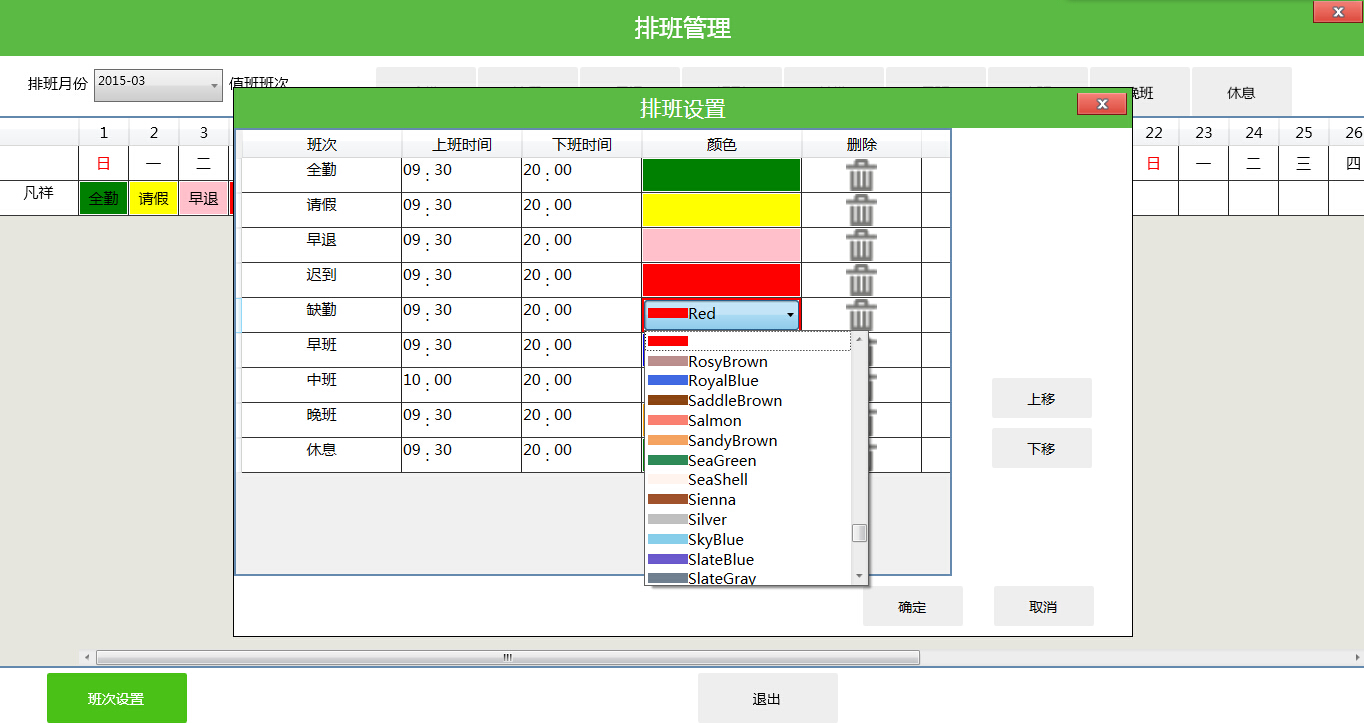 排班管理
排班月份 2015-03 值班班次
晚班 休息
排班设置
1 2 3
22 23 24 25 26
日 一 二
日 一 二 三 四
凡祥 全勤 请假 早退
班次 上班时间 下班时间 颜色 删除
全勤 09 : 30 20 : 00
请假 09 : 30 20 : 00
早退 09 : 30 20 : 00
迟到 09 : 30 20 : 00
缺勤 09 : 30 20 : 00 Red
早班 09 : 30 20 : 00
中班 10 : 00 20 : 00
晚班 09 : 30 20 : 00
休息 09 : 30 20 : 00
RosyBrown
RoyalBlue
SaddleBrown
Salmon
SandyBrown
SeaGreen
SeaShell
Sienna
Silver
SkyBlue
SlateBlue
SlateGray
上移
下移
确定 取消
班次设置 退出